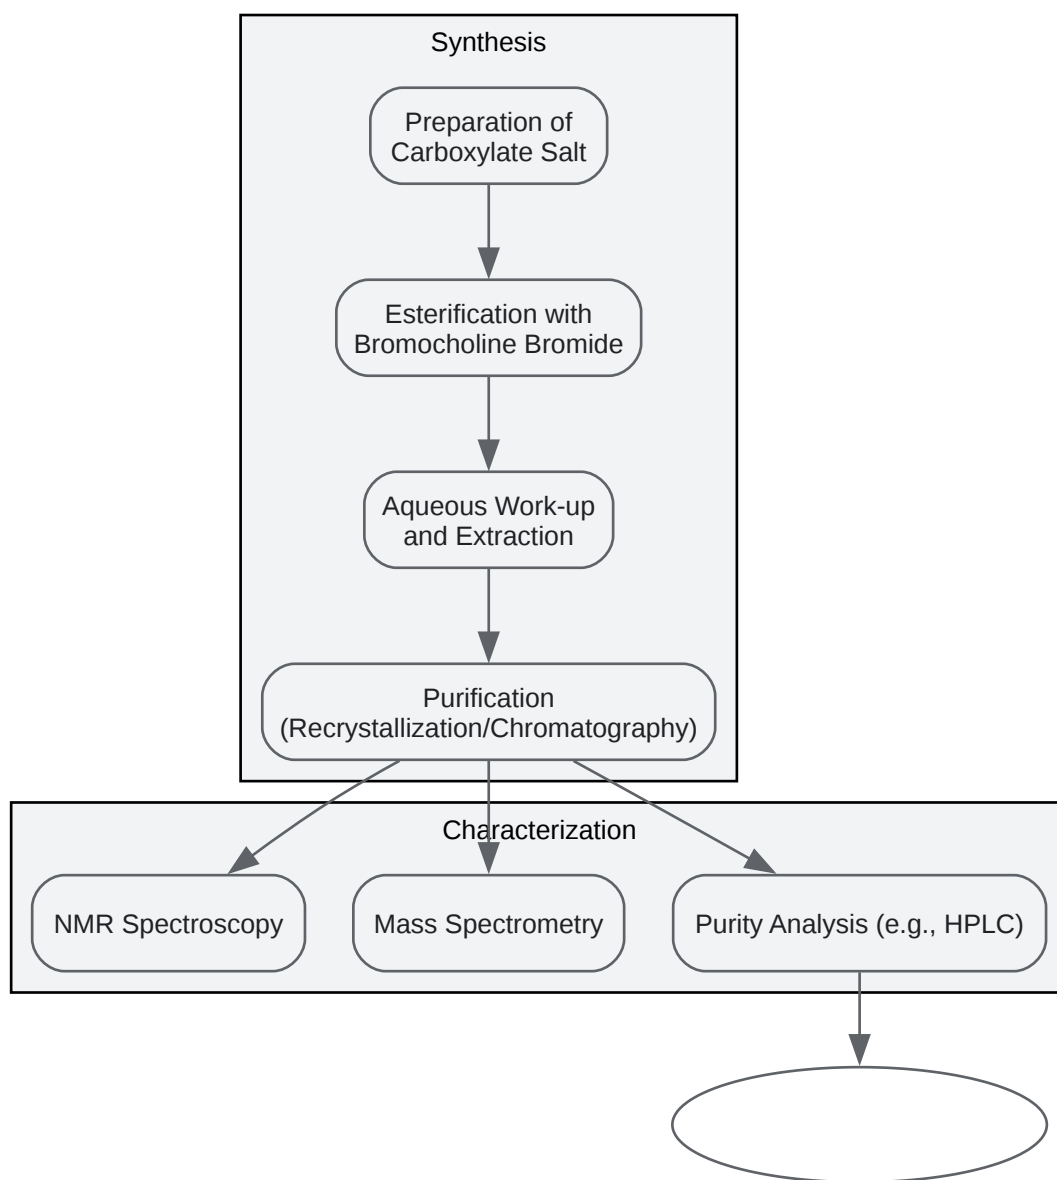 Synthesis
Preparation of
Carboxylate Salt
Esterification with
Bromocholine Bromide
Aqueous Work-up
and Extraction
Purification
(Recrystallization/Chromatography)
Characterization
NMR Spectroscopy
Mass Spectrometry
Purity Analysis (e.g., HPLC)